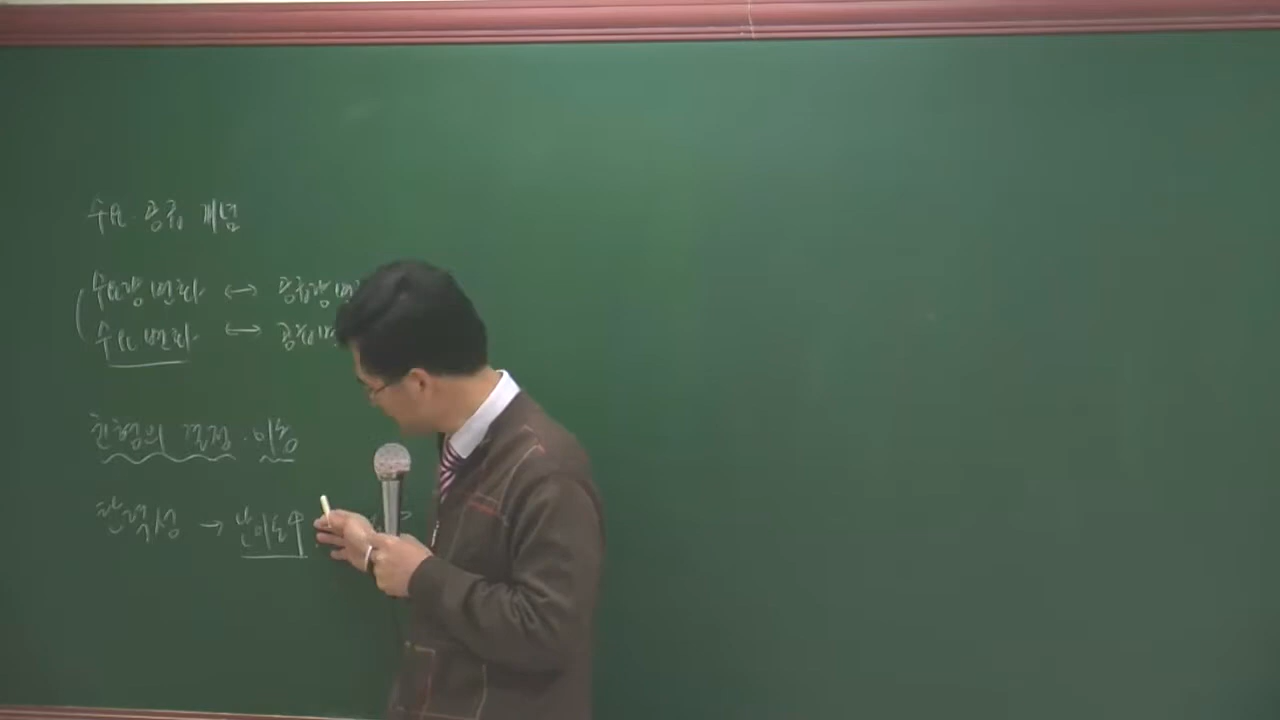 수요·공급 개념
수요량 변화 ↔ 공급량 변
수요 변화 ↔ 공급 변
균형의 결정·이동
탄력성 → 난이도↑